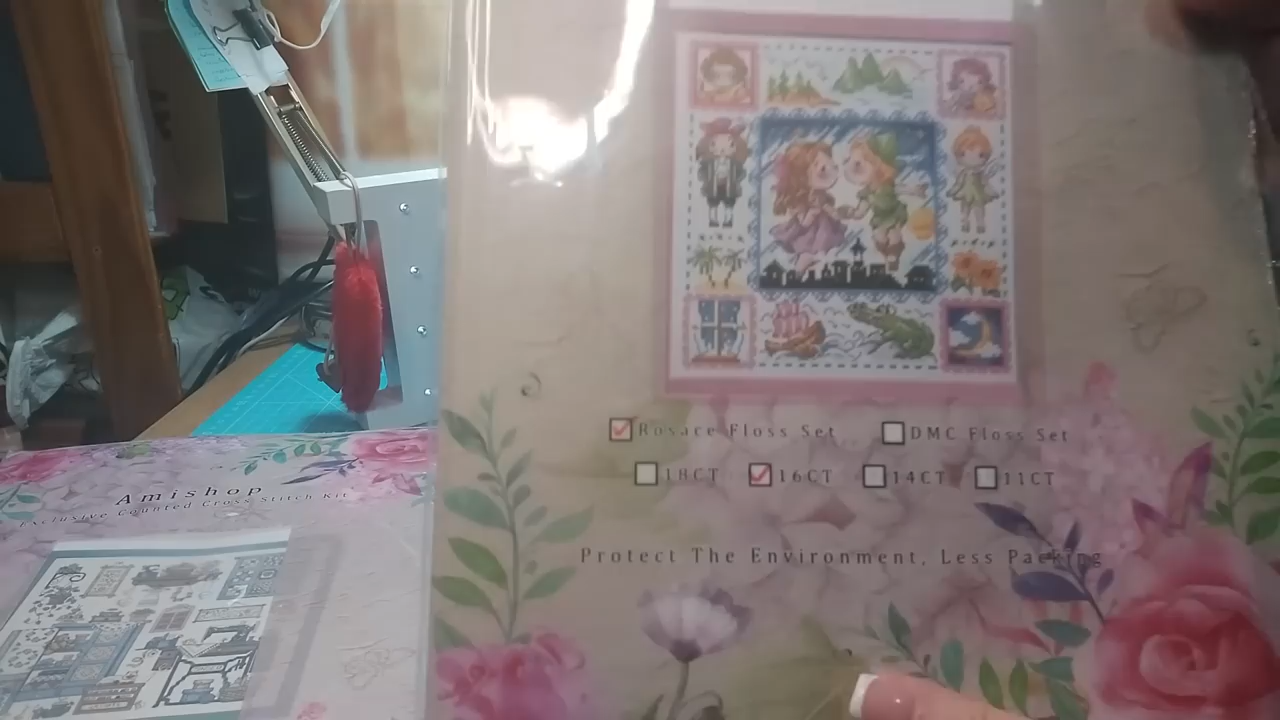 Rosace Floss Set
DMC Floss Set
18CT
16CT
14CT
11CT
Protect The Environment, Less Packing
Amishop
Exclusive Counted Cross Stitch Kit